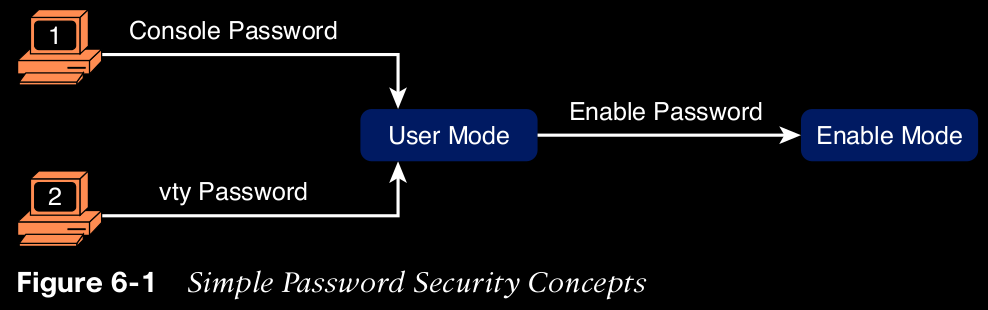 1
Console Password
User Mode
Enable Password
Enable Mode
2
vty Password
Figure 6-1 Simple Password Security Concepts